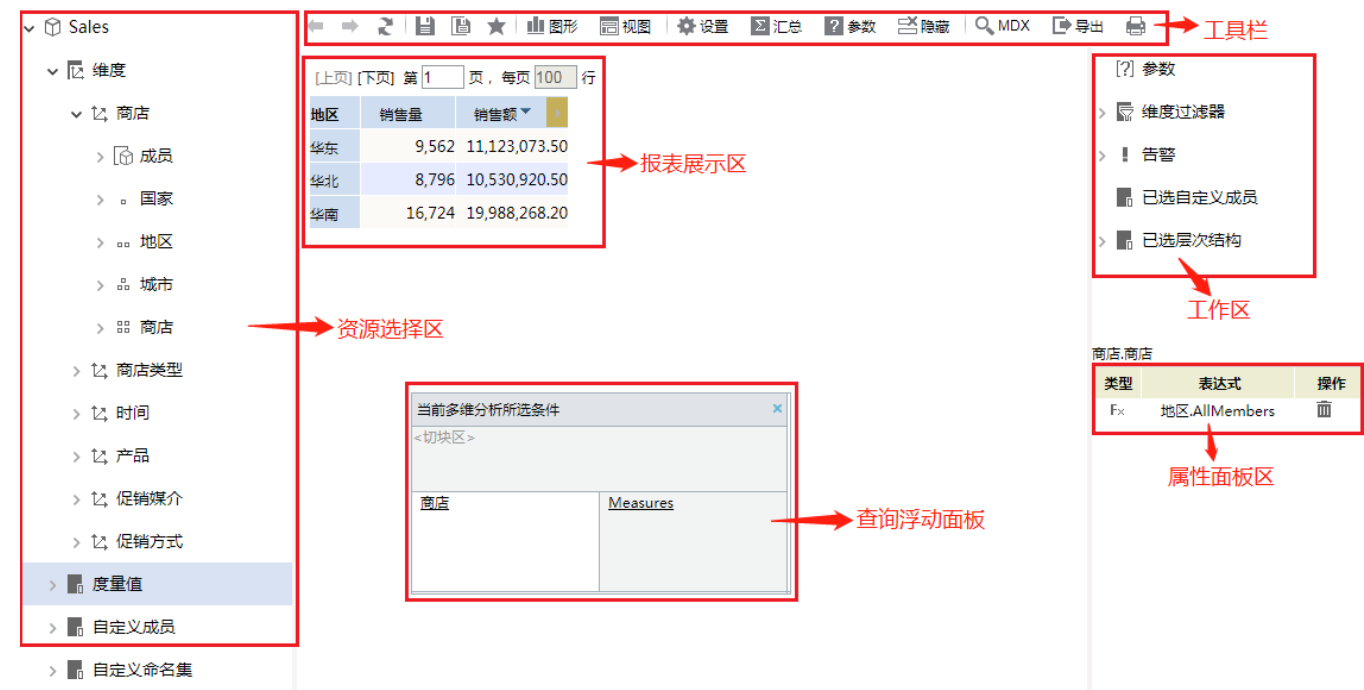 Sales
维度
商店
成员
国家
地区
城市
商店
商店类型
时间
产品
促销媒介
促销方式
度量值
自定义成员
自定义命名集
资源选择区
图形 视图 设置 Σ 汇总 ? 参数 隐藏 MDX 导出
工具栏
[上页] [下页] 第 1 页，每页 100 行
地区 销售量 销售额
华东 9,562 11,123,073.50
华北 8,796 10,530,920.50
华南 16,724 19,988,268.20
报表展示区
当前多维分析所选条件 ×
<切块区>
商店 Measures
查询浮动面板
[?] 参数
维度过滤器
! 告警
已选自定义成员
已选层次结构
工作区
商店.商店
类型 表达式 操作
Fx 地区.AllMembers
属性面板区